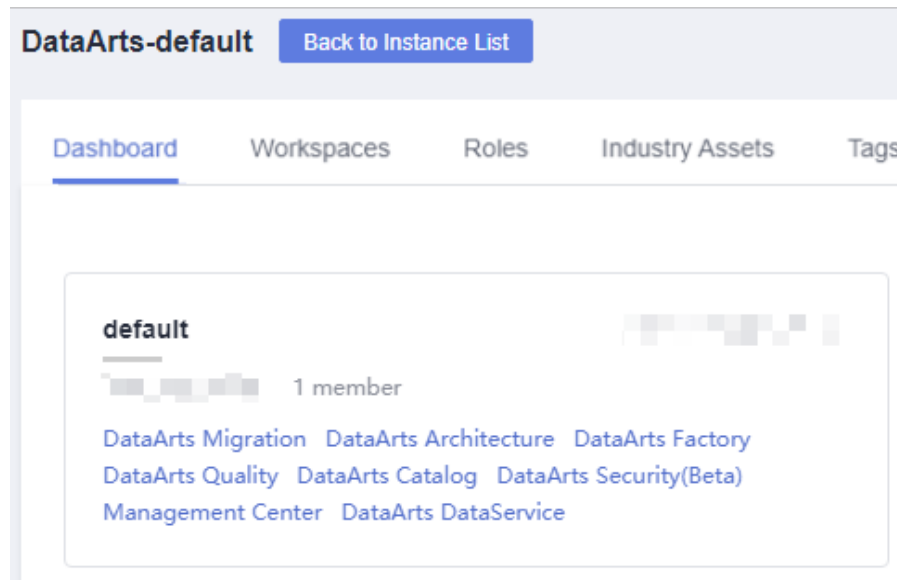 DataArts-default Back to Instance List
Dashboard Workspaces Roles Industry Assets Tags
default
1 member
DataArts Migration DataArts Architecture DataArts Factory
DataArts Quality DataArts Catalog DataArts Security(Beta)
Management Center DataArts DataService